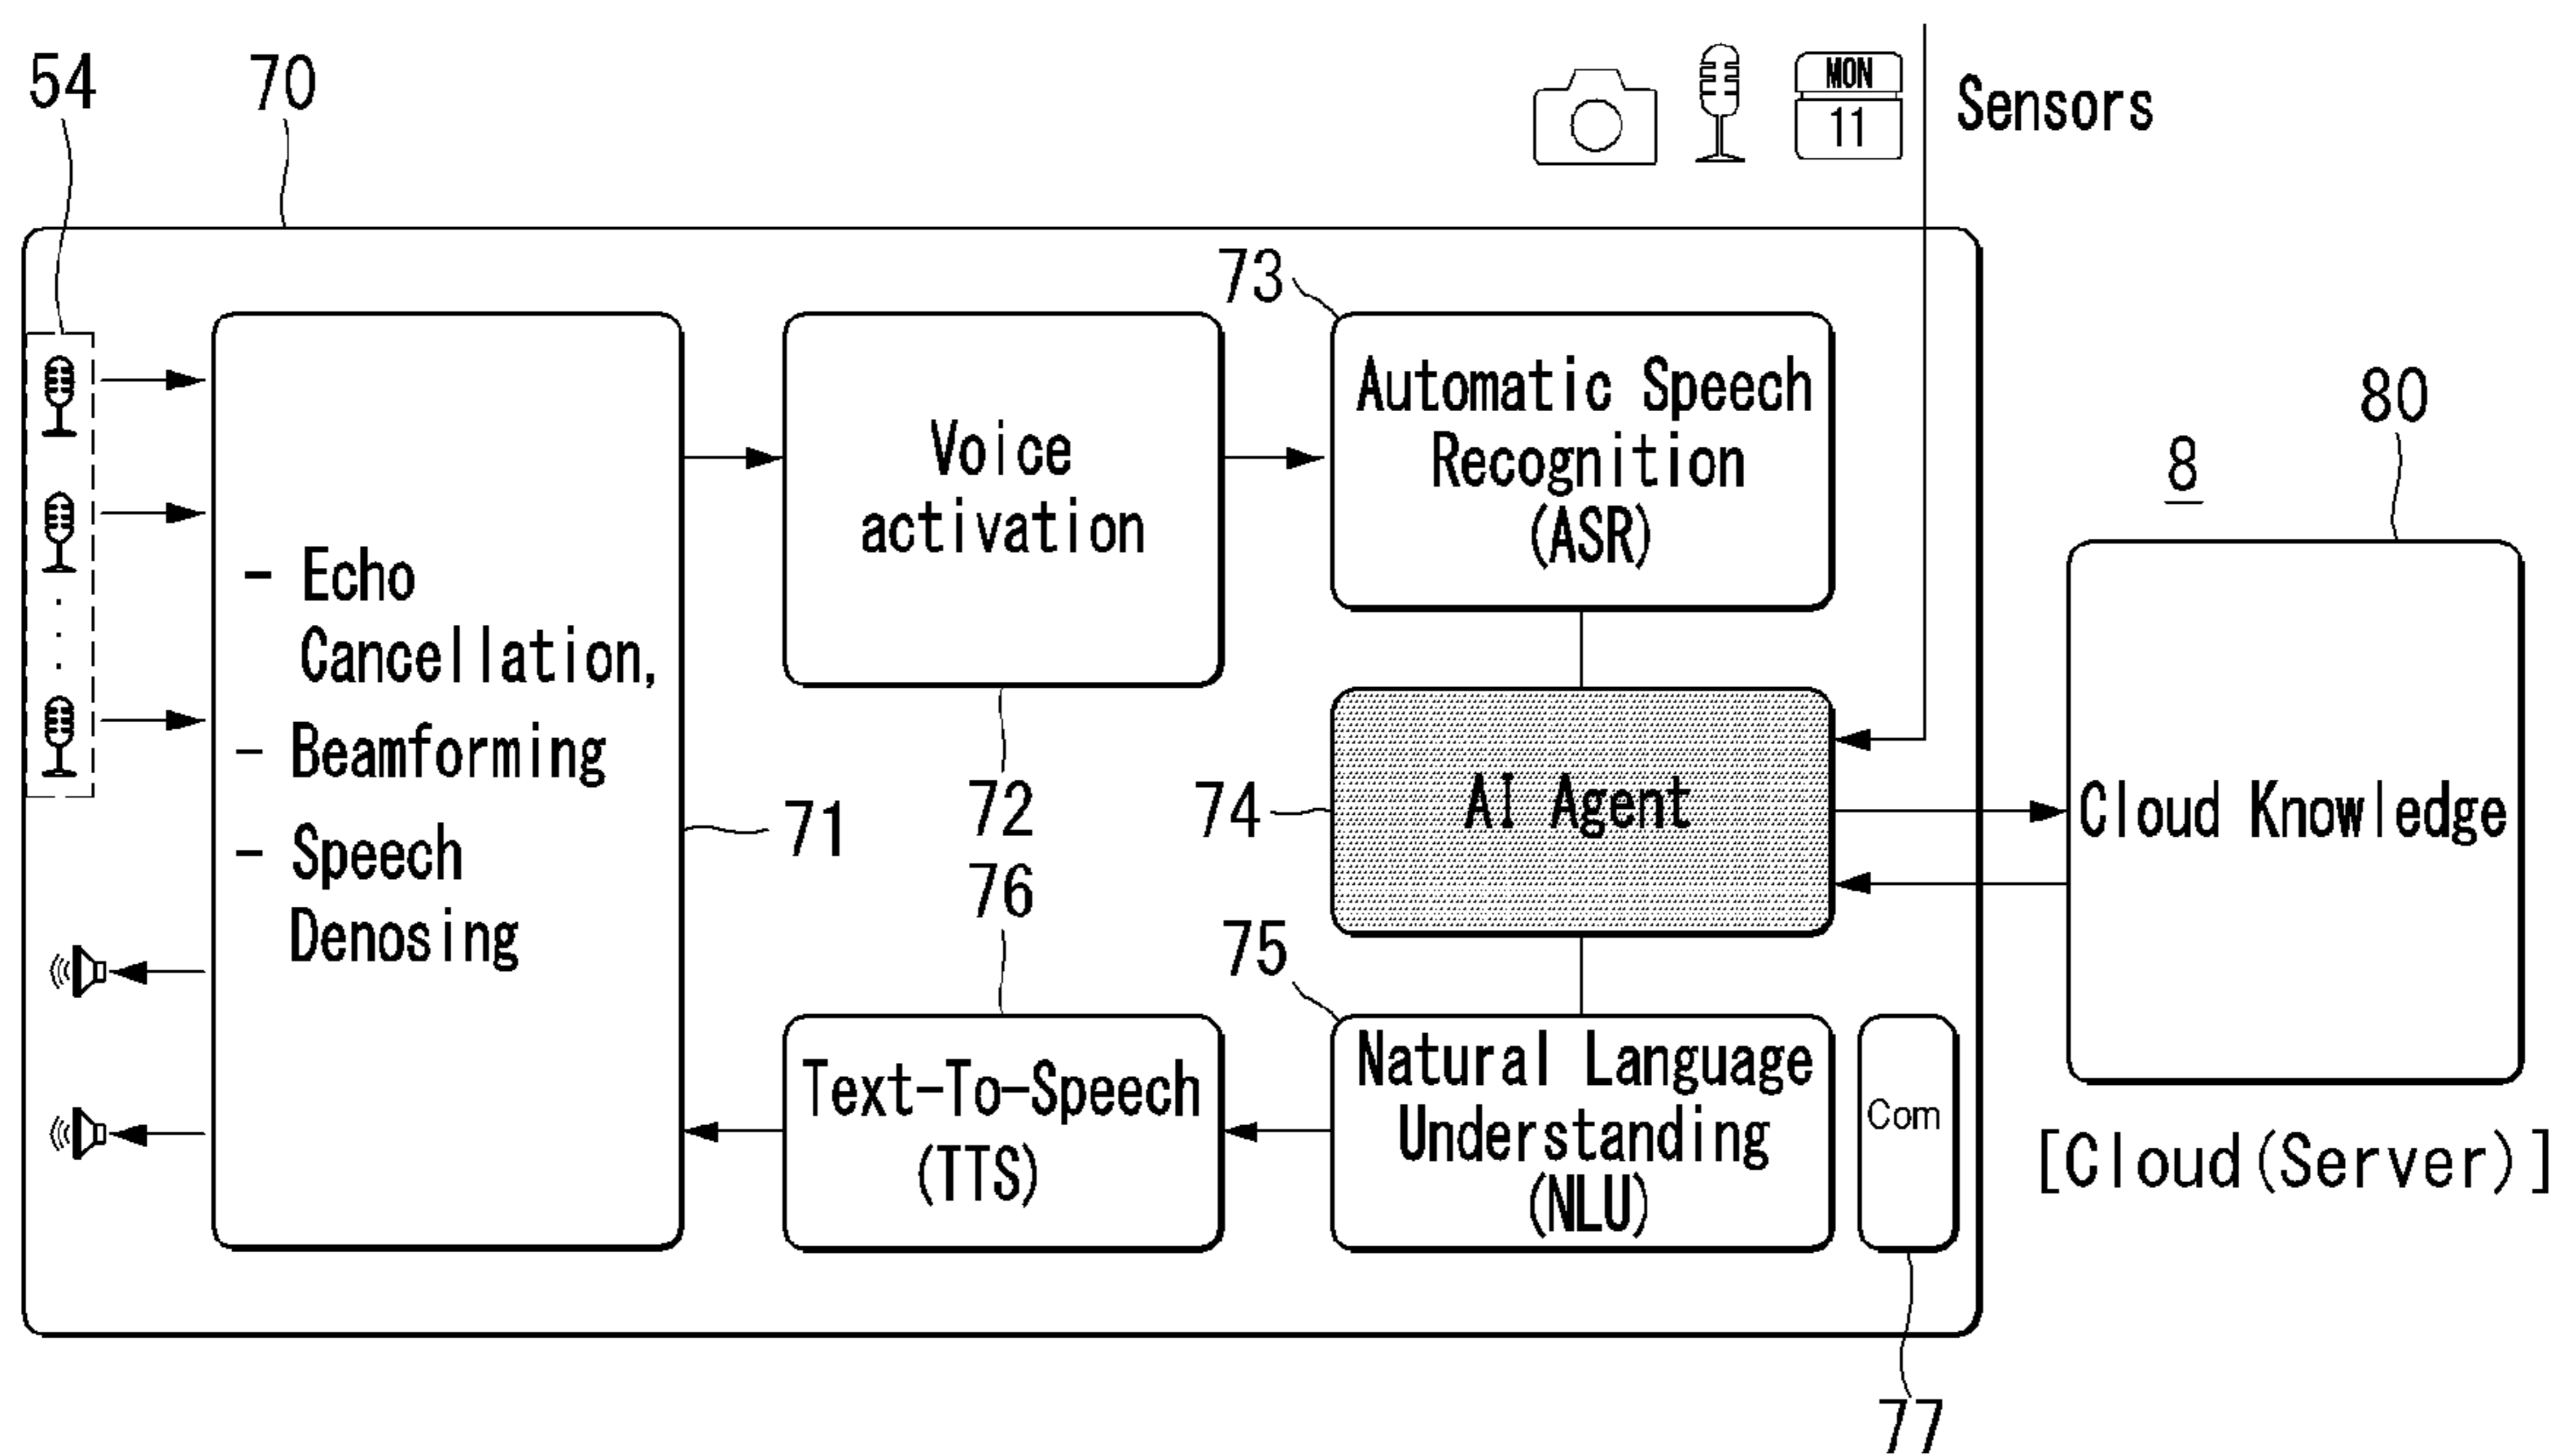 54
70
MON
11
Sensors
73
Automatic Speech
Recognition
(ASR)
Voice
activation
80
8
- Echo
Cancellation,
- Beamforming
- Speech
Denosing
71
72
76
74
AI Agent
Cloud Knowledge
75
Text-To-Speech
(TTS)
Natural Language
Understanding
(NLU)
Com
[Cloud(Server)]
77